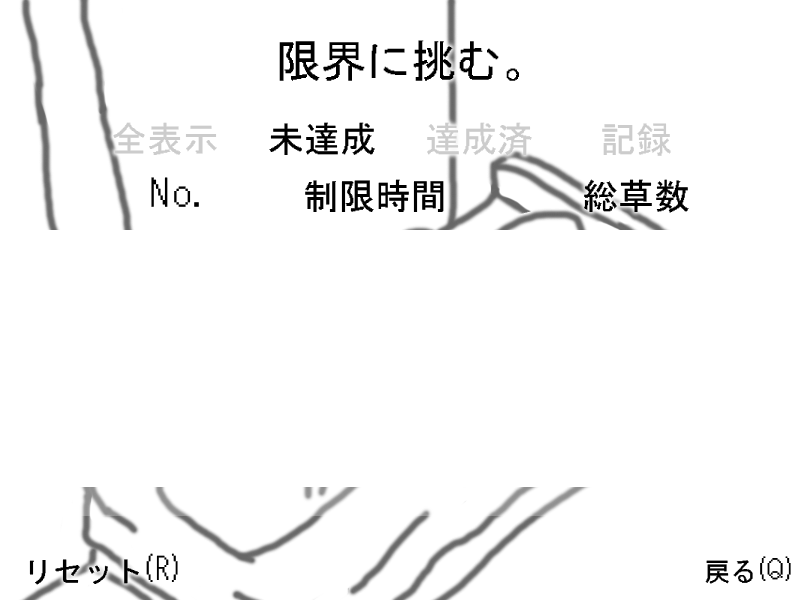 限界に挑む。
全表示 未達成 達成済 記録
No. 制限時間 総草数
リセット(R) 戻る(Q)